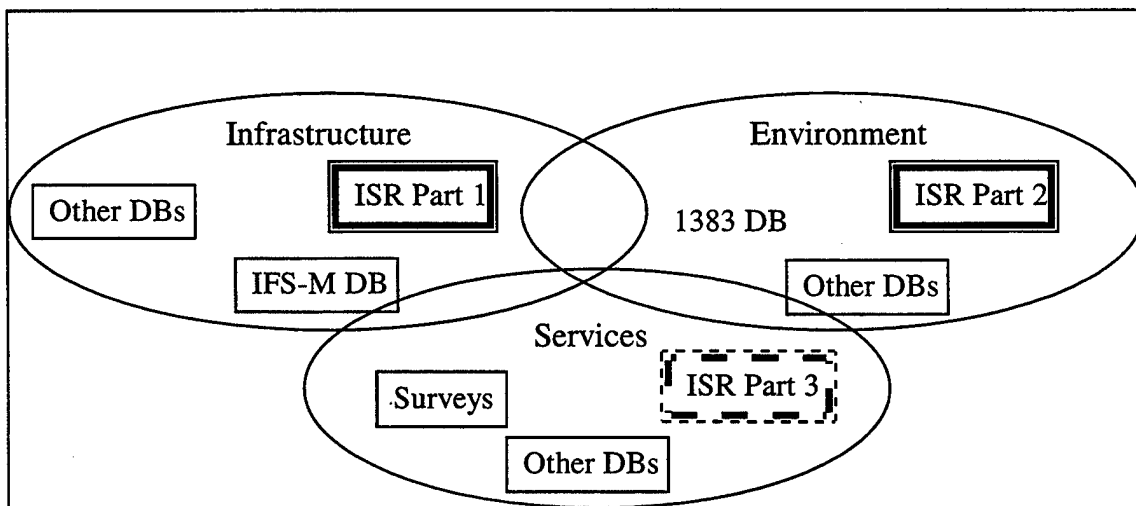 Infrastructure
Environment
ISR Part 1
ISR Part 2
Other DBs
1383 DB
IFS-M DB
Other DBs
Services
ISR Part 3
Surveys
Other DBs